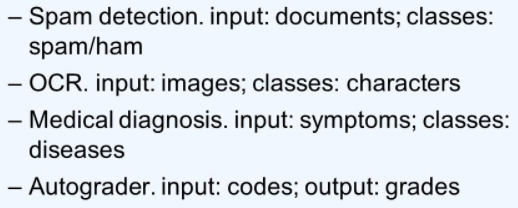 – Spam detection. input: documents; classes:
spam/ham
– OCR. input: images; classes: characters
– Medical diagnosis. input: symptoms; classes:
diseases
– Autograder. input: codes; output: grades